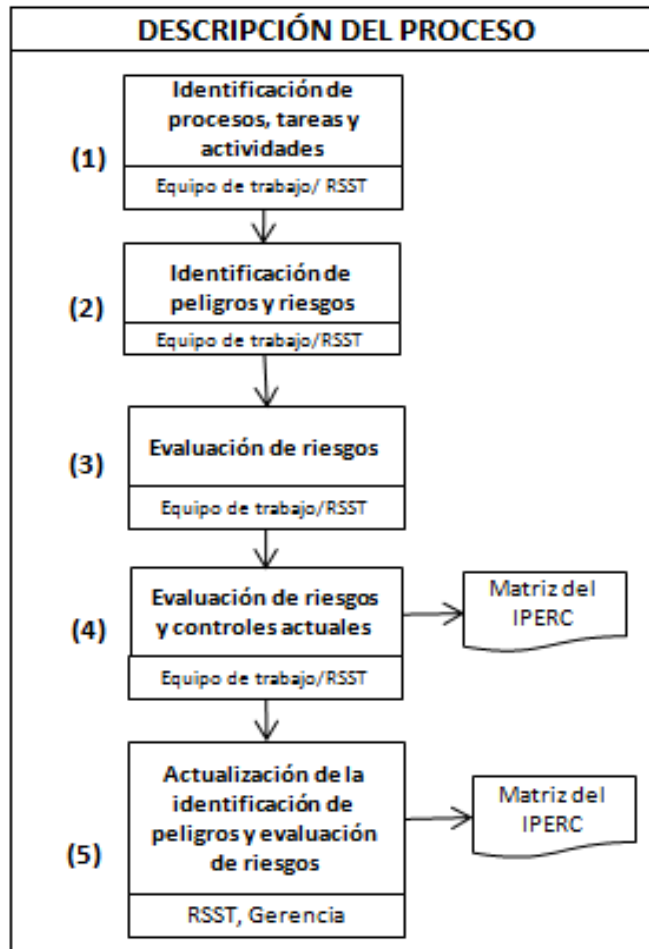 DESCRIPCIÓN DEL PROCESO
Identificación de
procesos, tareas y
actividades
(1)
Equipo de trabajo/ RSST
Identificación de
peligros y riesgos
(2)
Equipo de trabajo/RSST
Evaluación de riesgos
(3)
Equipo de trabajo/RSST
Evaluación de riesgos
y controles actuales
(4)
Equipo de trabajo/RSST
Matriz del
IPERC
Actualización de la
identificación de
peligros y evaluación
de riesgos
(5)
RSST, Gerencia
Matriz del
IPERC